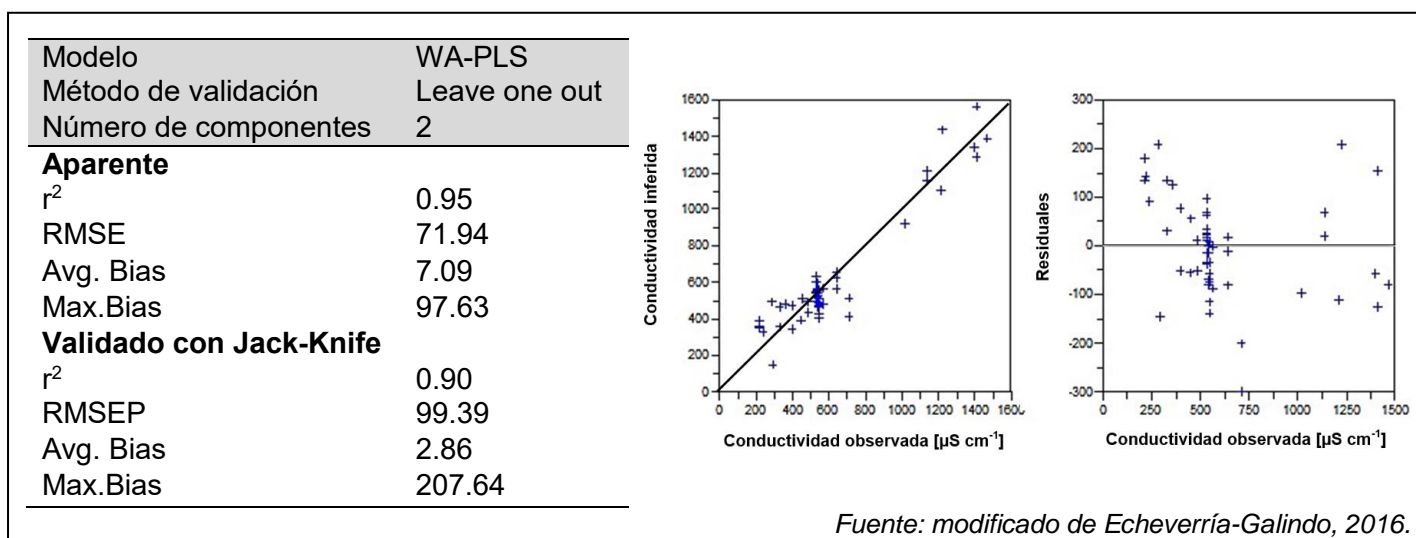 Modelo WA-PLS
Método de validación Leave one out
Número de componentes 2
Aparente
r2 0.95
RMSE 71.94
Avg. Bias 7.09
Max.Bias 97.63
Validado con Jack-Knife
r2 0.90
RMSEP 99.39
Avg. Bias 2.86
Max.Bias 207.64
Conductividad inferida
1600
1400
1200
1000
800
600
400
200
0
0 200 400 600 800 1000 1200 1400 1600
Conductividad observada [µS cm-1]
Residuales
300
200
100
0
-100
-200
-300
0 250 500 750 1000 1250 1500
Conductividad observada [µS cm-1]
Fuente: modificado de Echeverría-Galindo, 2016.